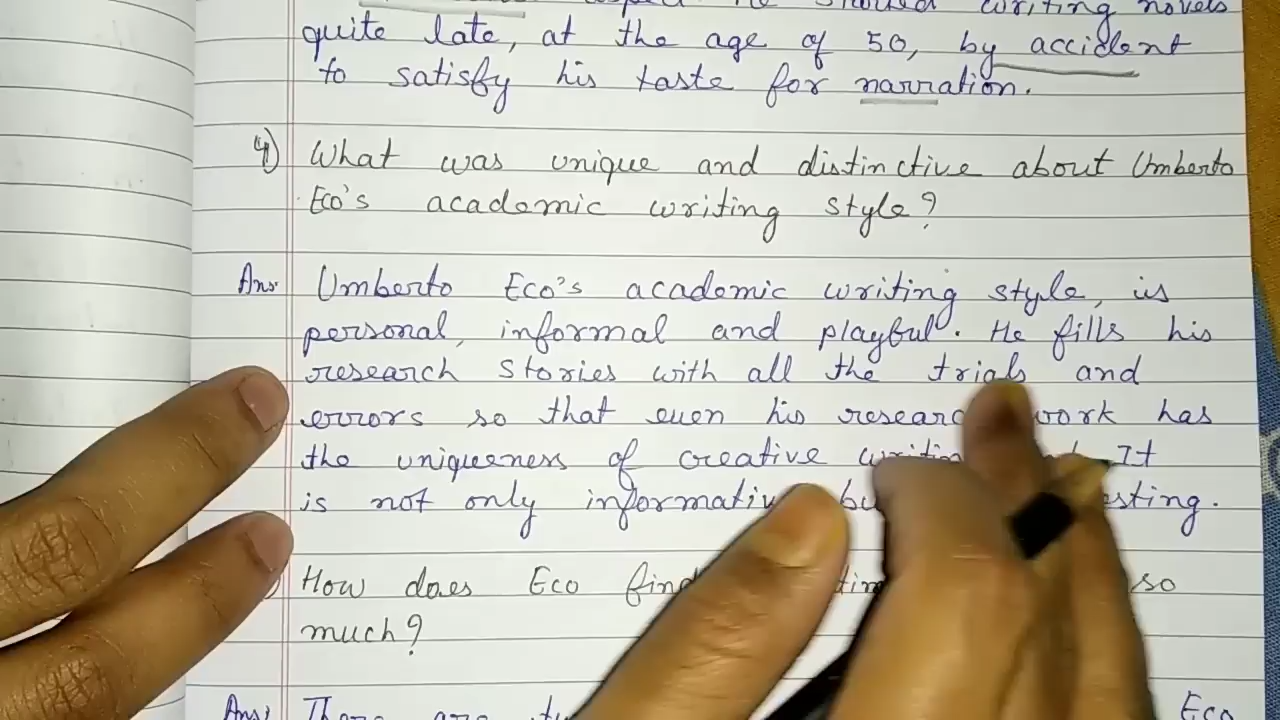 writing novels
quite late, at the age of 50, by accident
to satisfy his taste for narration.
4) What was unique and distinctive about Umberto
Eco's academic writing style?
Ans: Umberto Eco's academic writing style, is
personal, informal and playful. He fills his
research stories with all the trials and
errors so that even his work has
the uniqueness of creative It
is not only
How does Eco find so
much?
Ans: Eco